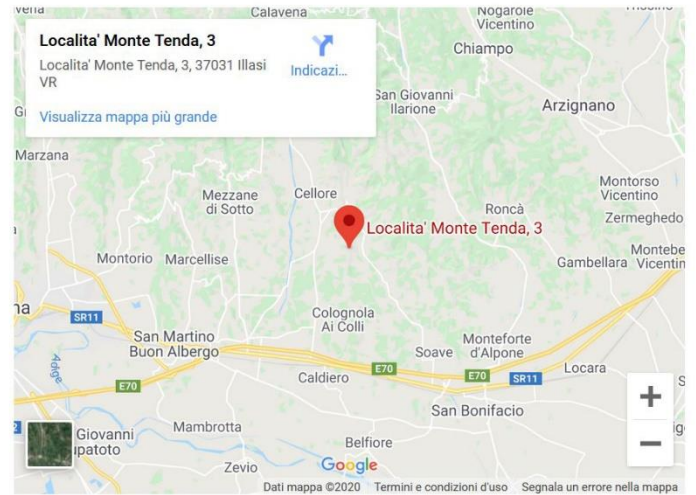 Calavena
Nogarole
Vicentino
Localita' Monte Tenda, 3
Localita' Monte Tenda, 3, 37031 Illasi
VR
Indicazi...
Visualizza mappa più grande
Chiampo
San Giovanni
Ilarione
Arzignano
Marzana
Mezzane
di Sotto
Cellore
Montorso
Vicentino
Roncà
Zermeghedo
Localita' Monte Tenda, 3
Montebe
Vicentin
Montorio
Marcellise
Gambellara
SR11
Colognola
Ai Colli
San Martino
Buon Albergo
Monteforte
d'Alpone
Soave
Adige
E70
E70
E70
SR11
Locara
Caldiero
San Bonifacio
+
−
Mambrotta
Giovanni
upatoto
Belfiore
Zevio
Google
Dati mappa ©2020 Termini e condizioni d'uso Segnala un errore nella mappa